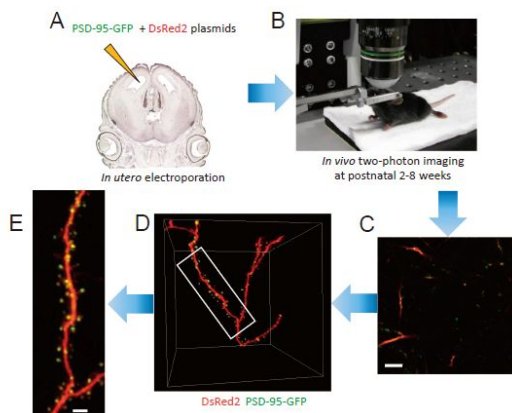 A
PSD-95-GFP + DsRed2 plasmids
In utero electroporation
B
In vivo two-photon imaging
at postnatal 2-8 weeks
C
D
DsRed2 PSD-95-GFP
E